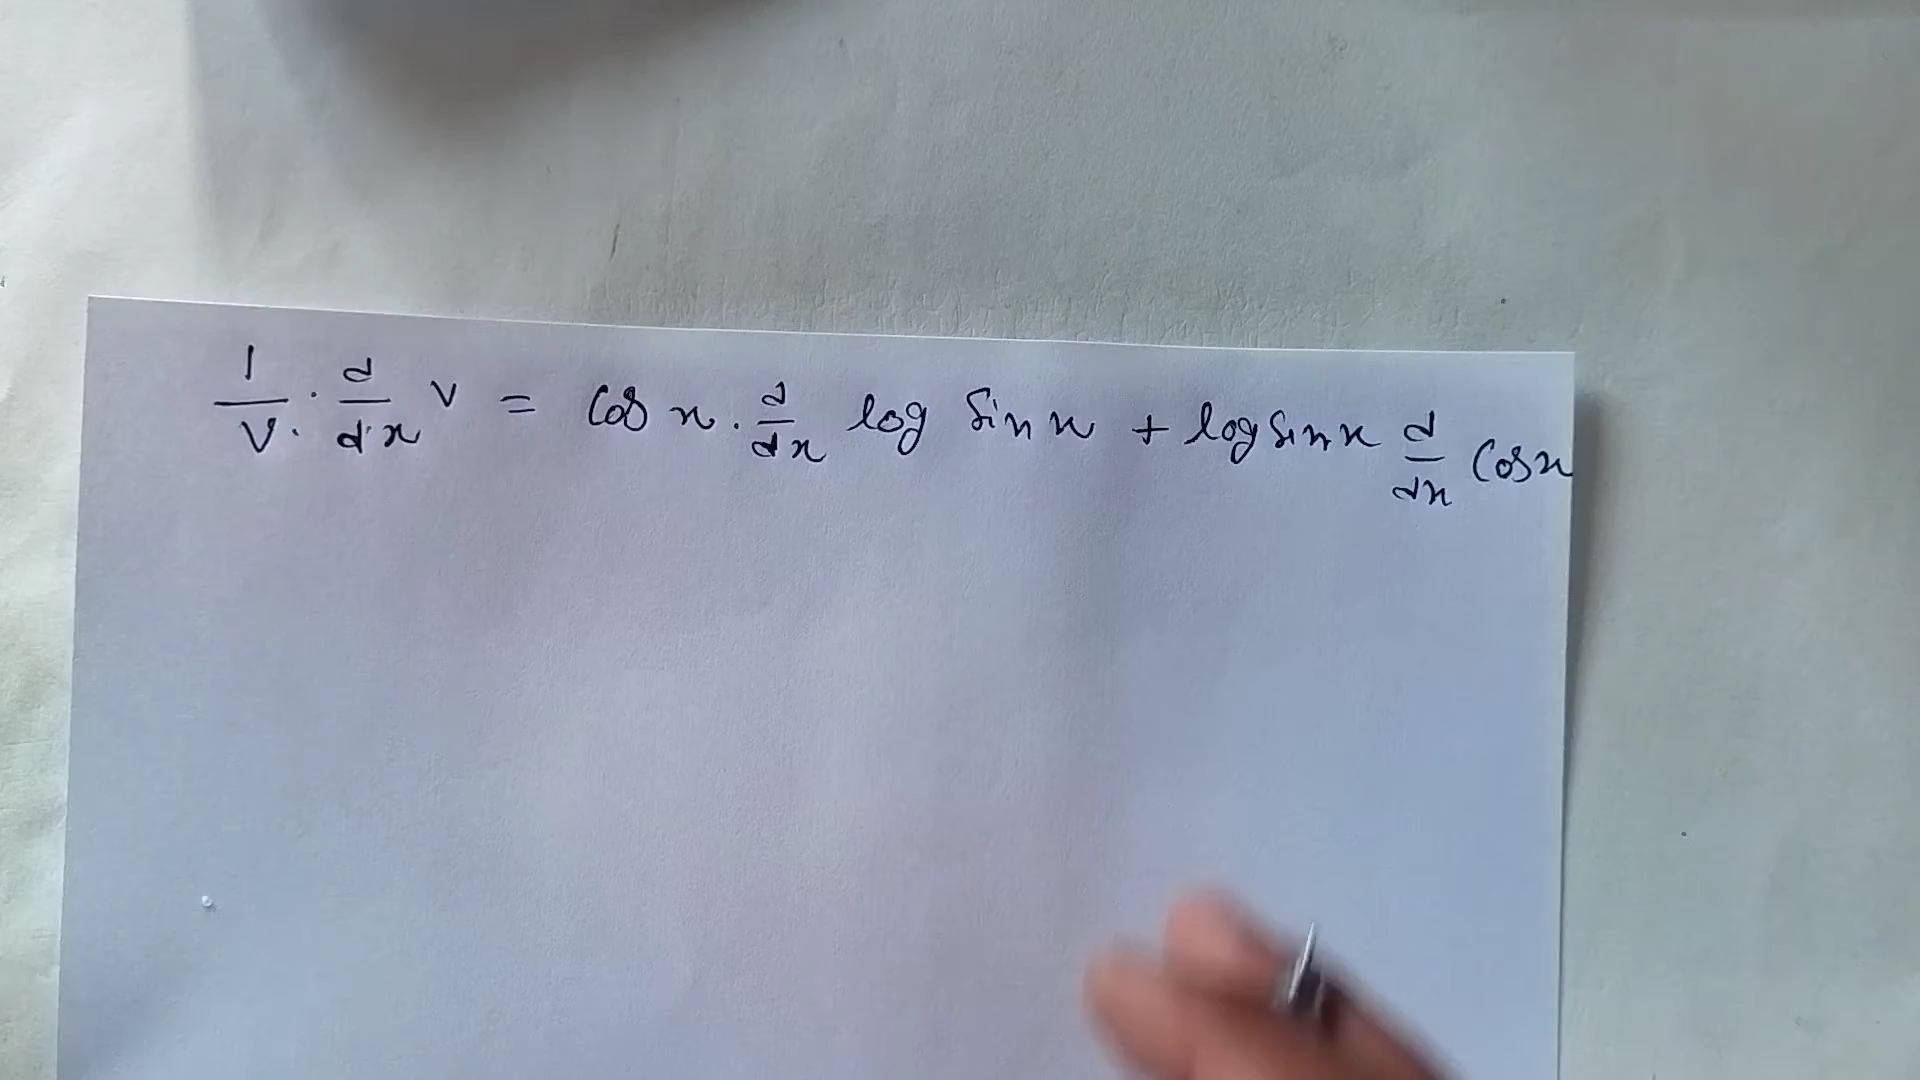 1/V. · d/dx V = Cos x · d/dx log Sin x + log sin x d/dx Cos x